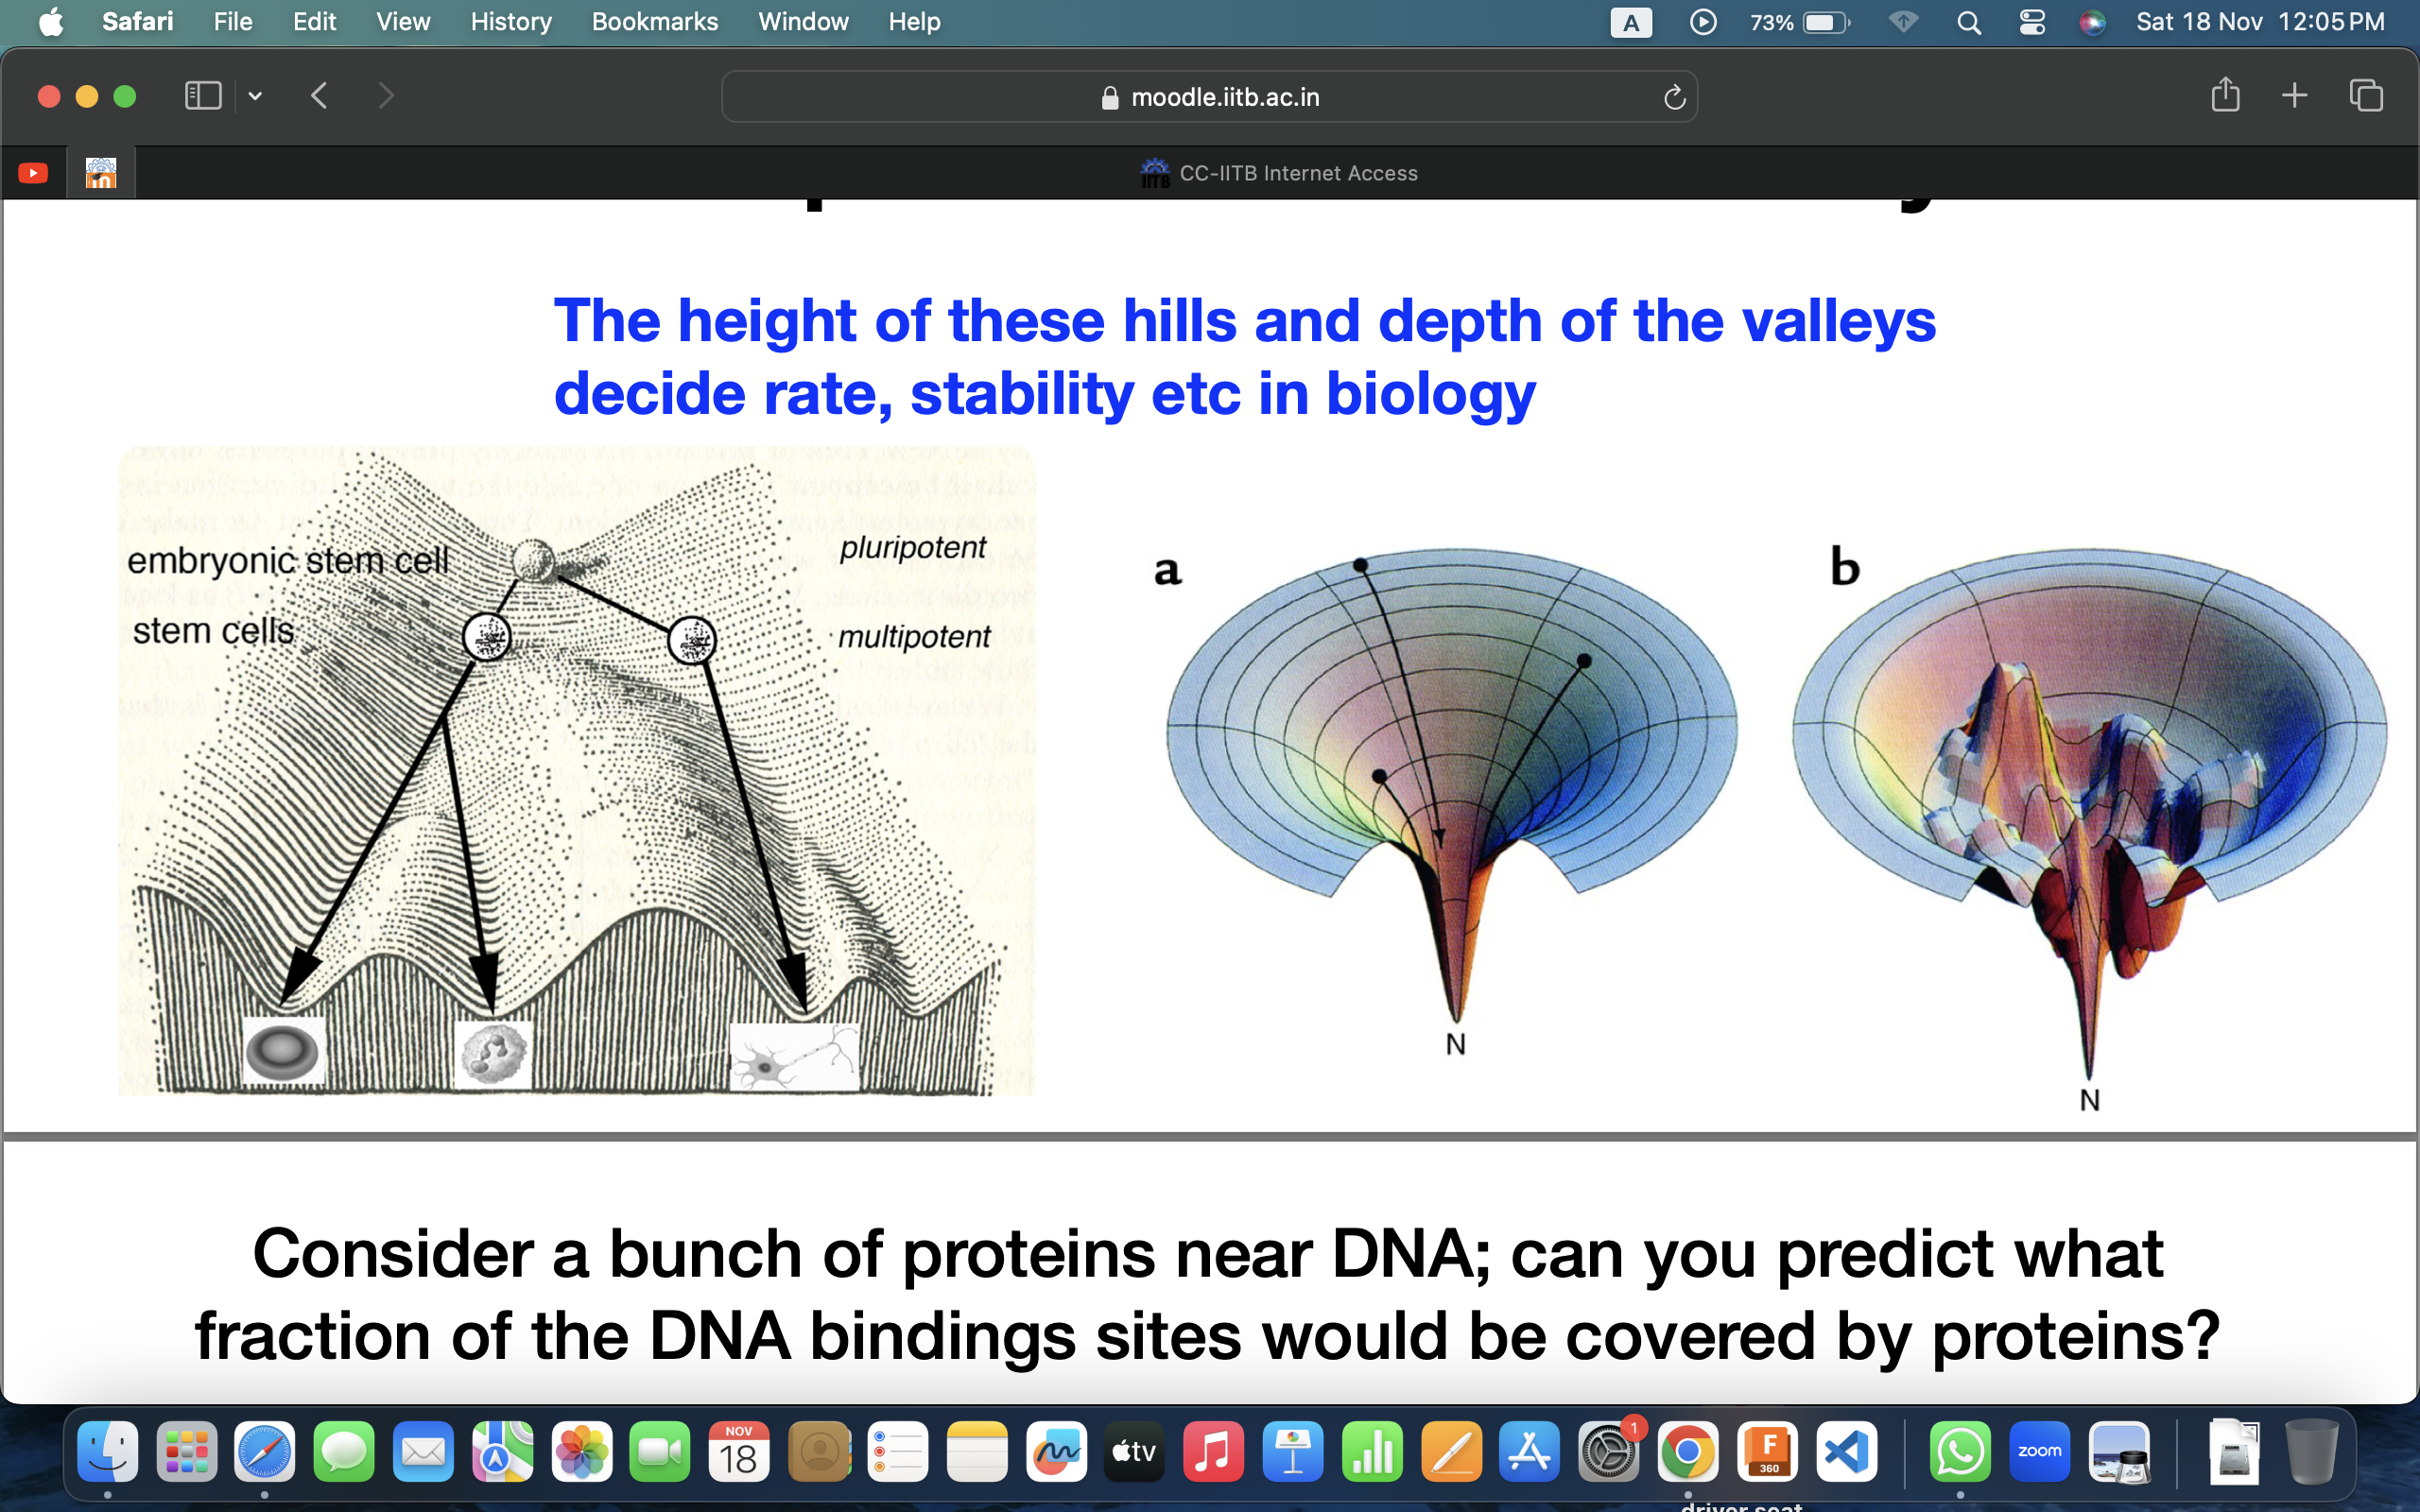 Safari File Edit View History Bookmarks Window Help A 73% Sat 18 Nov 12:05 PM
moodle.iitb.ac.in
CC-IITB Internet Access
The height of these hills and depth of the valleys
decide rate, stability etc in biology
embryonic stem cell
pluripotent
stem cells
multipotent
a
b
N
N
Consider a bunch of proteins near DNA; can you predict what
fraction of the DNA bindings sites would be covered by proteins?
NOV
18
tv
1
F
360
zoom
driver seat